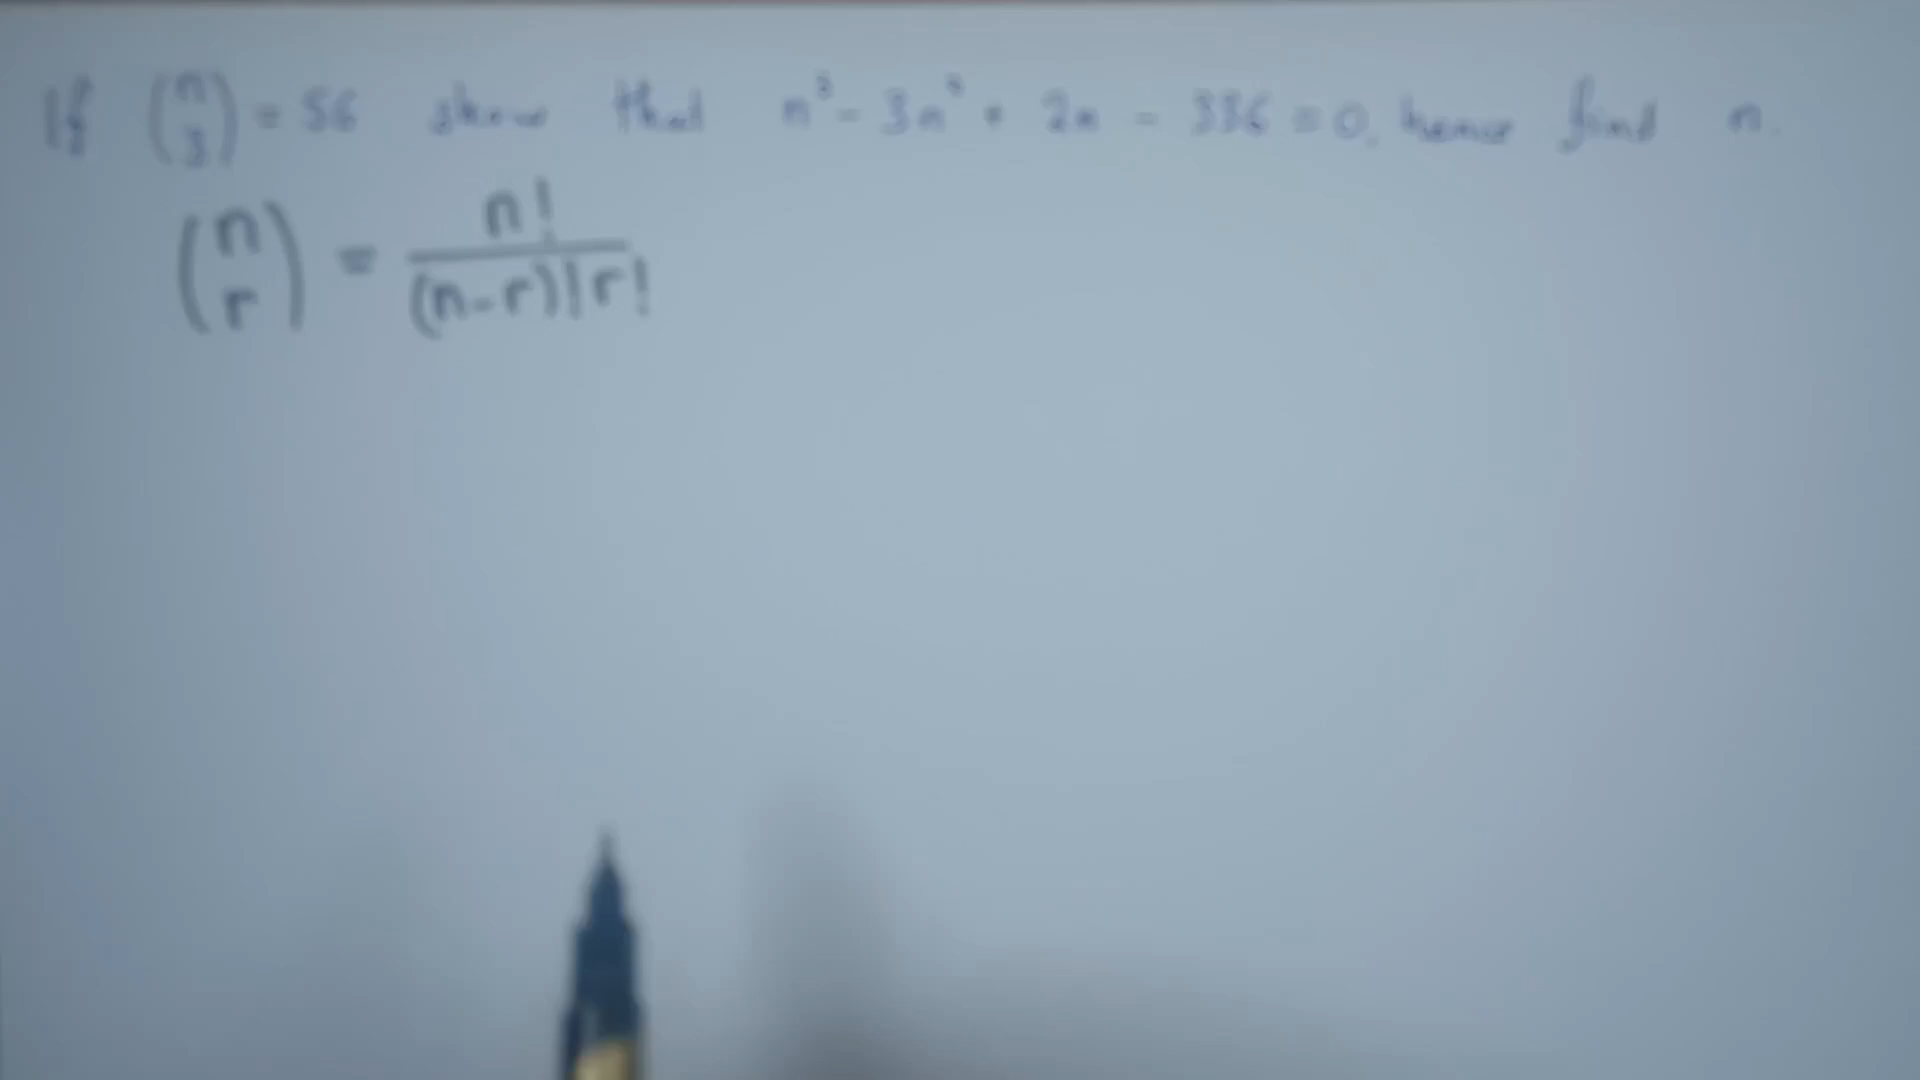 If (n 3) = 56 show that n³ - 3n² + 2n - 336 = 0, hence find n.
(n r) = n! / (n-r)! r!